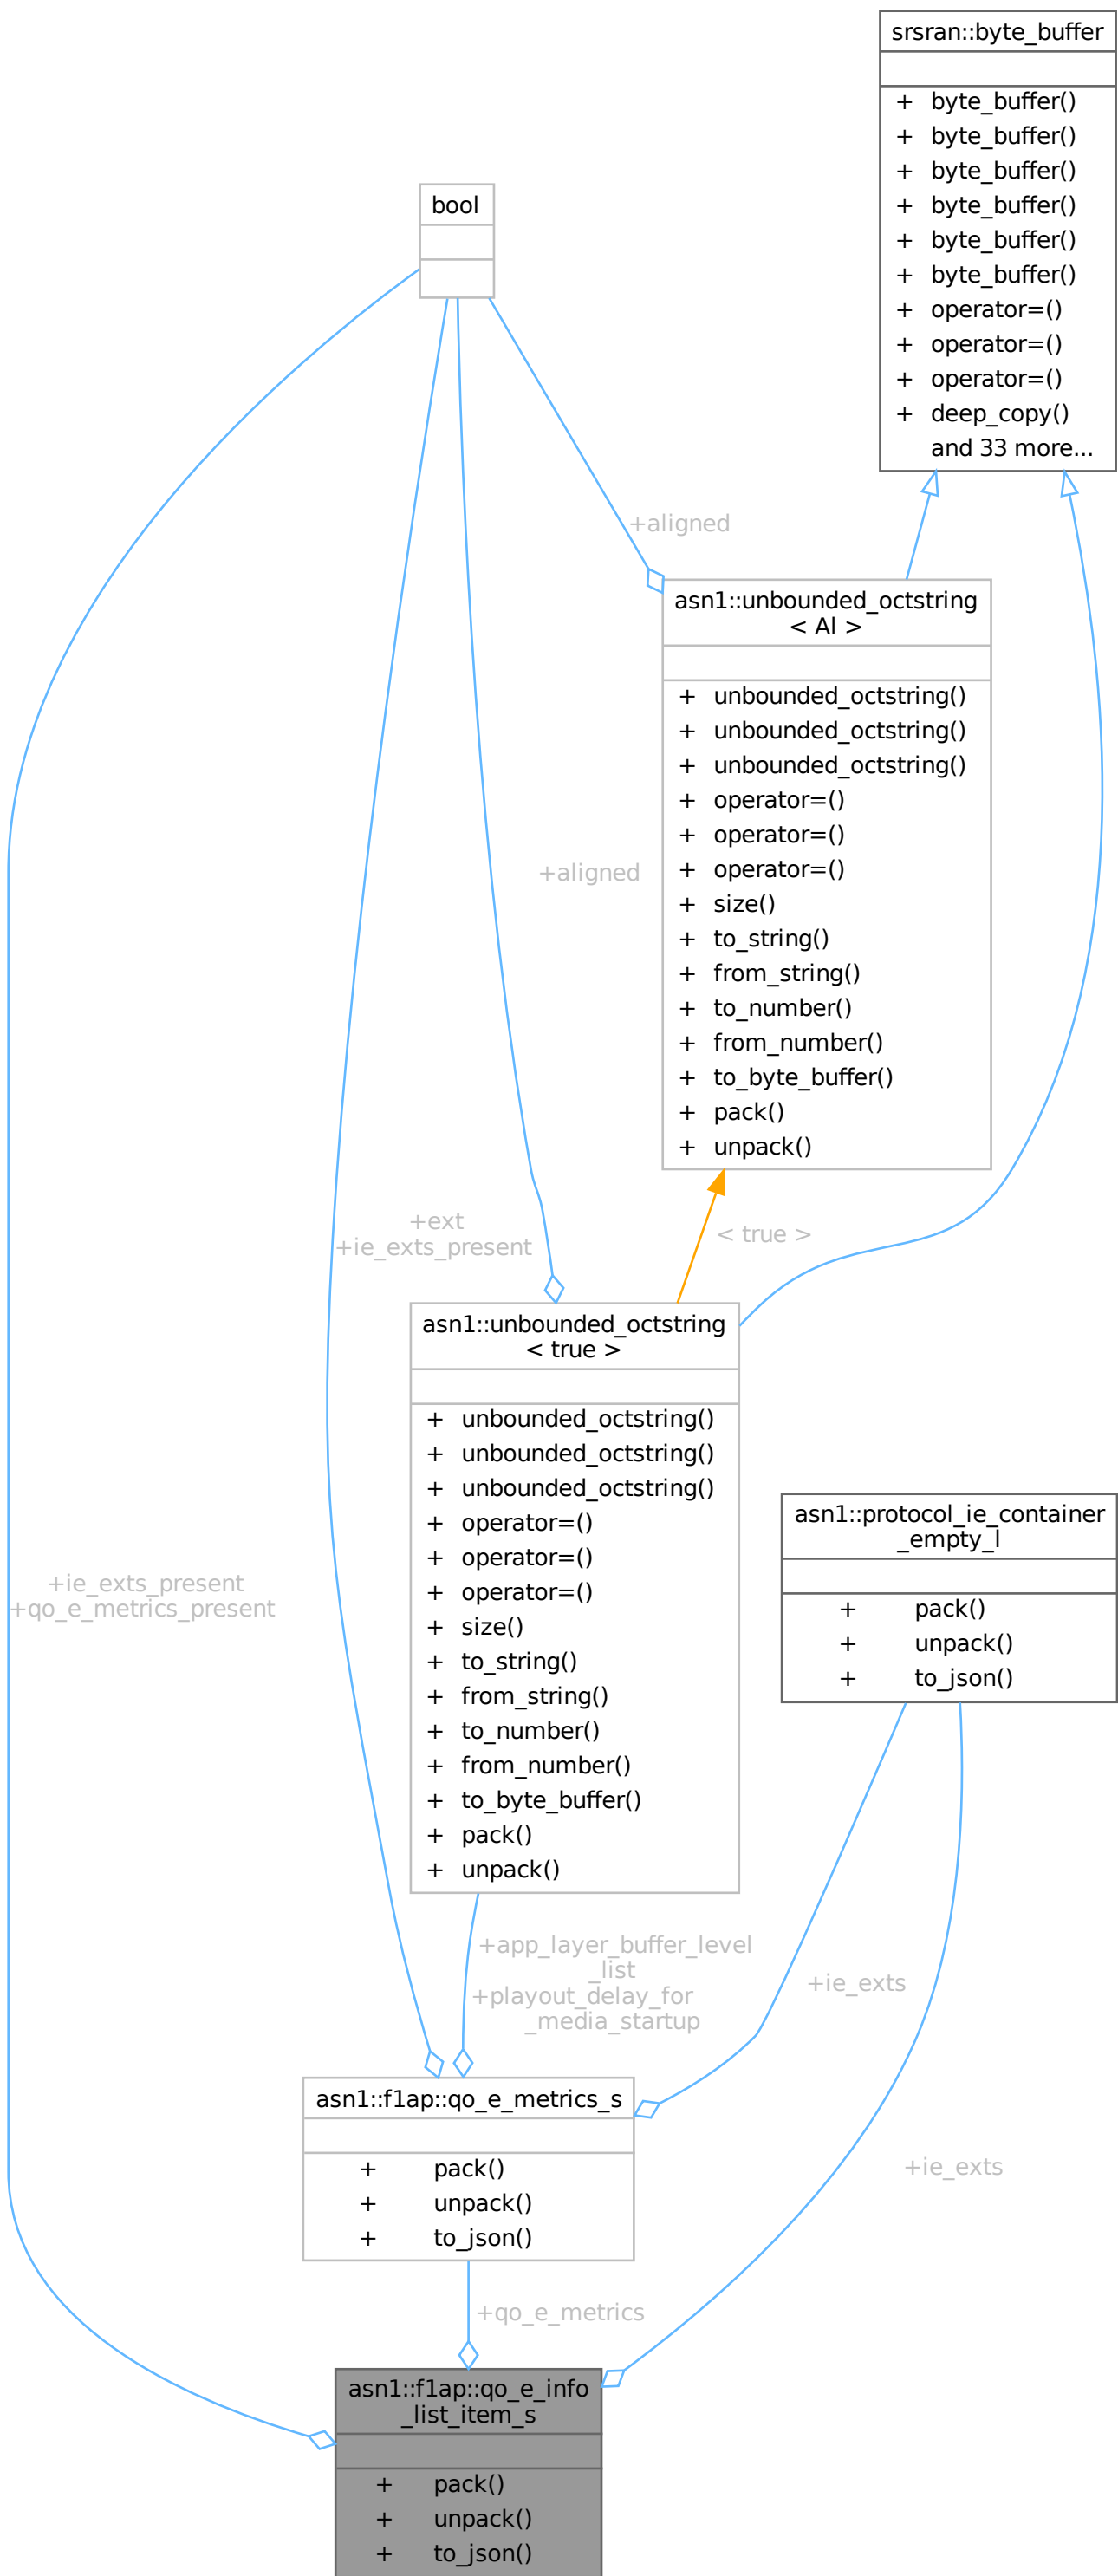 srsran::byte_buffer
+ byte_buffer()
+ byte_buffer()
+ byte_buffer()
+ byte_buffer()
+ byte_buffer()
+ byte_buffer()
+ operator=()
+ operator=()
+ operator=()
+ deep_copy()
and 33 more...
bool
+aligned
asn1::unbounded_octstring
< Al >
+ unbounded_octstring()
+ unbounded_octstring()
+ unbounded_octstring()
+ operator=()
+ operator=()
+ operator=()
+ size()
+ to_string()
+ from_string()
+ to_number()
+ from_number()
+ to_byte_buffer()
+ pack()
+ unpack()
+aligned
+ext
+ie_exts_present
< true >
asn1::unbounded_octstring
< true >
+ unbounded_octstring()
+ unbounded_octstring()
+ unbounded_octstring()
+ operator=()
+ operator=()
+ operator=()
+ size()
+ to_string()
+ from_string()
+ to_number()
+ from_number()
+ to_byte_buffer()
+ pack()
+ unpack()
asn1::protocol_ie_container
_empty_l
+ pack()
+ unpack()
+ to_json()
+ie_exts_present
+qo_e_metrics_present
+app_layer_buffer_level
_list
+playout_delay_for
_media_startup
+ie_exts
asn1::f1ap::qo_e_metrics_s
+ pack()
+ unpack()
+ to_json()
+ie_exts
+qo_e_metrics
asn1::f1ap::qo_e_info
_list_item_s
+ pack()
+ unpack()
+ to_json()